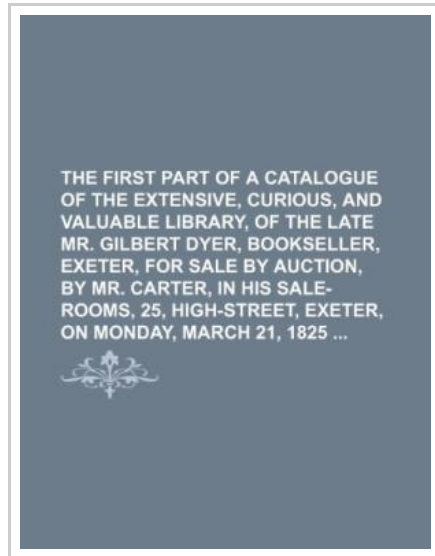 THE FIRST PART OF A CATALOGUE
OF THE EXTENSIVE, CURIOUS, AND
VALUABLE LIBRARY, OF THE LATE
MR. GILBERT DYER, BOOKSELLER,
EXETER, FOR SALE BY AUCTION,
BY MR. CARTER, IN HIS SALE-
ROOMS, 25, HIGH-STREET, EXETER,
ON MONDAY, MARCH 21, 1825 ...